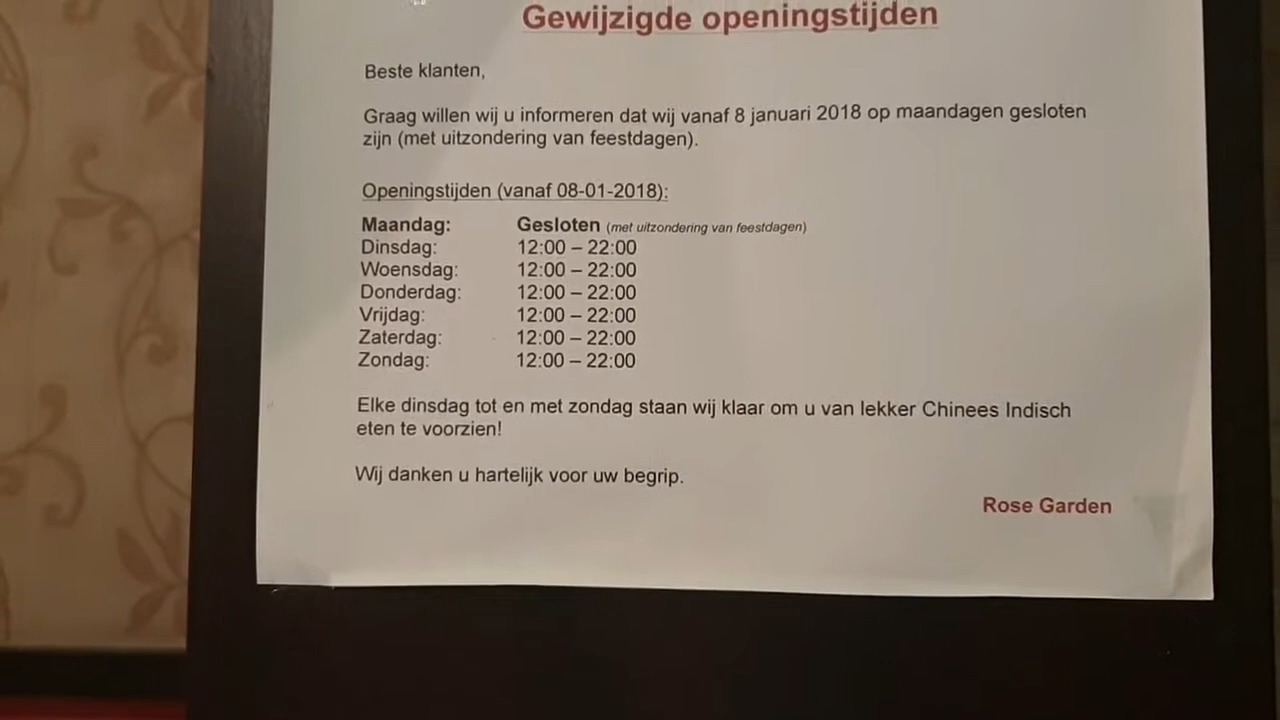 Gewijzigde openingstijden
Beste klanten,
Graag willen wij u informeren dat wij vanaf 8 januari 2018 op maandagen gesloten
zijn (met uitzondering van feestdagen).
Openingstijden (vanaf 08-01-2018):
Maandag: Gesloten (met uitzondering van feestdagen)
Dinsdag: 12:00 – 22:00
Woensdag: 12:00 – 22:00
Donderdag: 12:00 – 22:00
Vrijdag: 12:00 – 22:00
Zaterdag: 12:00 – 22:00
Zondag: 12:00 – 22:00
Elke dinsdag tot en met zondag staan wij klaar om u van lekker Chinees Indisch
eten te voorzien!
Wij danken u hartelijk voor uw begrip.
Rose Garden